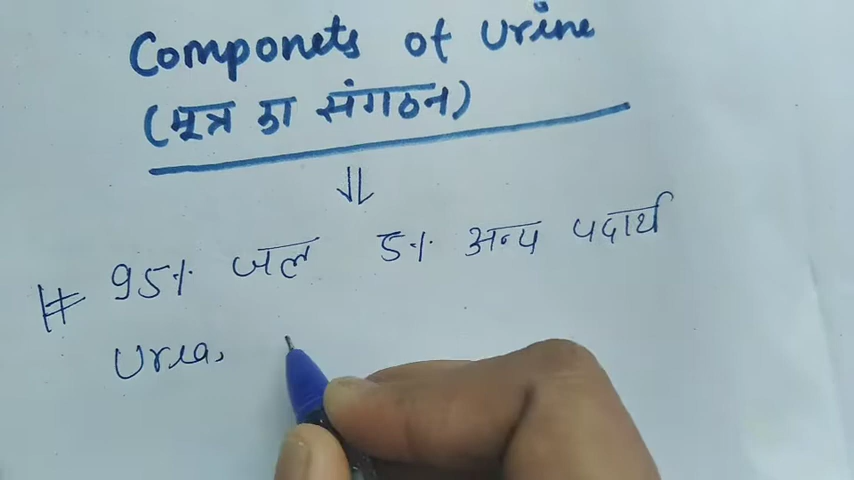 Componets of Urine
(मूत्र का संगठन)
# 95% जल 5% अन्य पदार्थ
Urea,